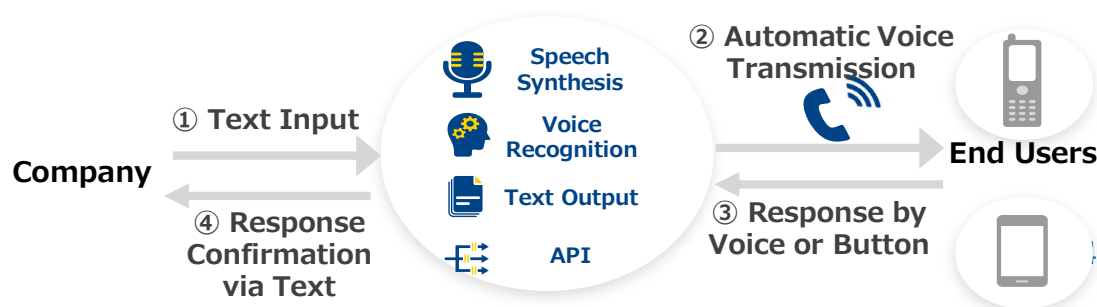 Company
① Text Input
④ Response
Confirmation
via Text
Speech
Synthesis
Voice
Recognition
Text Output
API
② Automatic Voice
Transmission
End Users
③ Response by
Voice or Button